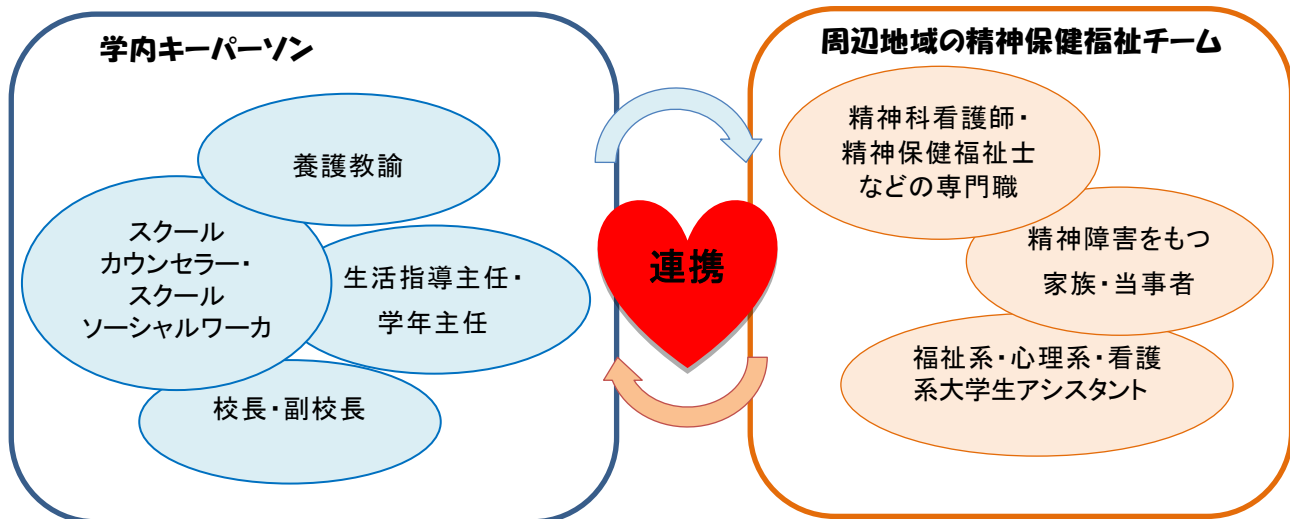 学内キーパーソン
養護教諭
スクール
カウンセラー・
スクール
ソーシャルワーカ
生活指導主任・
学年主任
校長・副校長
連携
周辺地域の精神保健福祉チーム
精神科看護師・
精神保健福祉士
などの専門職
精神障害をもつ
家族・当事者
福祉系・心理系・看護
系大学生アシスタント